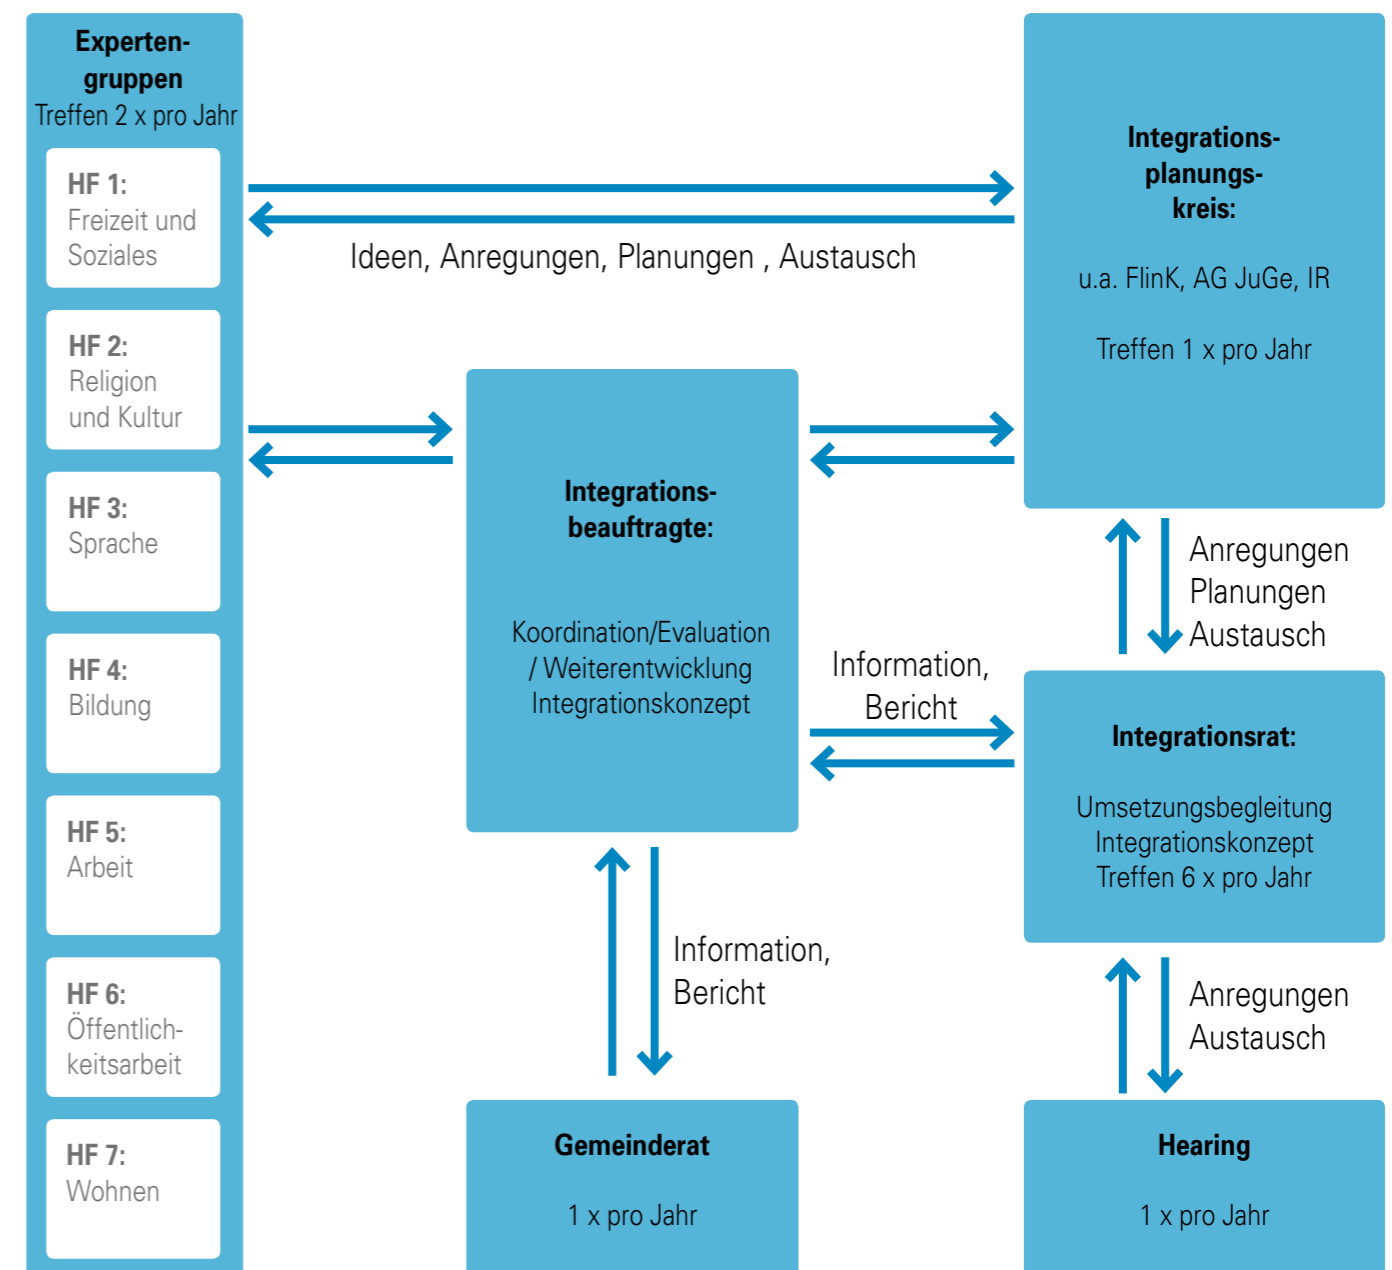 Experten-
gruppen
Treffen 2 x pro Jahr
HF 1:
Freizeit und
Soziales
HF 2:
Religion
und Kultur
HF 3:
Sprache
HF 4:
Bildung
HF 5:
Arbeit
HF 6:
Öffentlich-
keitsarbeit
HF 7:
Wohnen
Ideen, Anregungen, Planungen , Austausch
Integrations-
planungs-
kreis:
u.a. FlinK, AG JuGe, IR
Treffen 1 x pro Jahr
Integrations-
beauftragte:
Koordination/Evaluation
/ Weiterentwicklung
Integrationskonzept
Anregungen
Planungen
Austausch
Information,
Bericht
Integrationsrat:
Umsetzungsbegleitung
Integrationskonzept
Treffen 6 x pro Jahr
Information,
Bericht
Anregungen
Austausch
Gemeinderat
1 x pro Jahr
Hearing
1 x pro Jahr